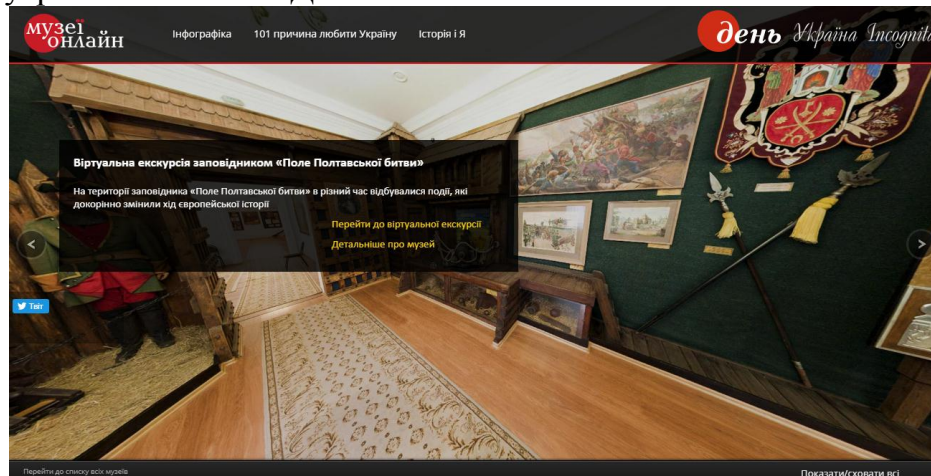 музеї онлайн
Інфографіка
101 причина любити Україну
Історія і Я
день Україна Incognita
Віртуальна екскурсія заповідником «Поле Полтавської битви»
На території заповідника «Поле Полтавської битви» в різний час відбувалися події, які
докорінно змінили хід європейської історії
Перейти до віртуальної екскурсії
Детальніше про музей
Твіт
Перейти до списку всіх музеїв
Показати/сховати всі